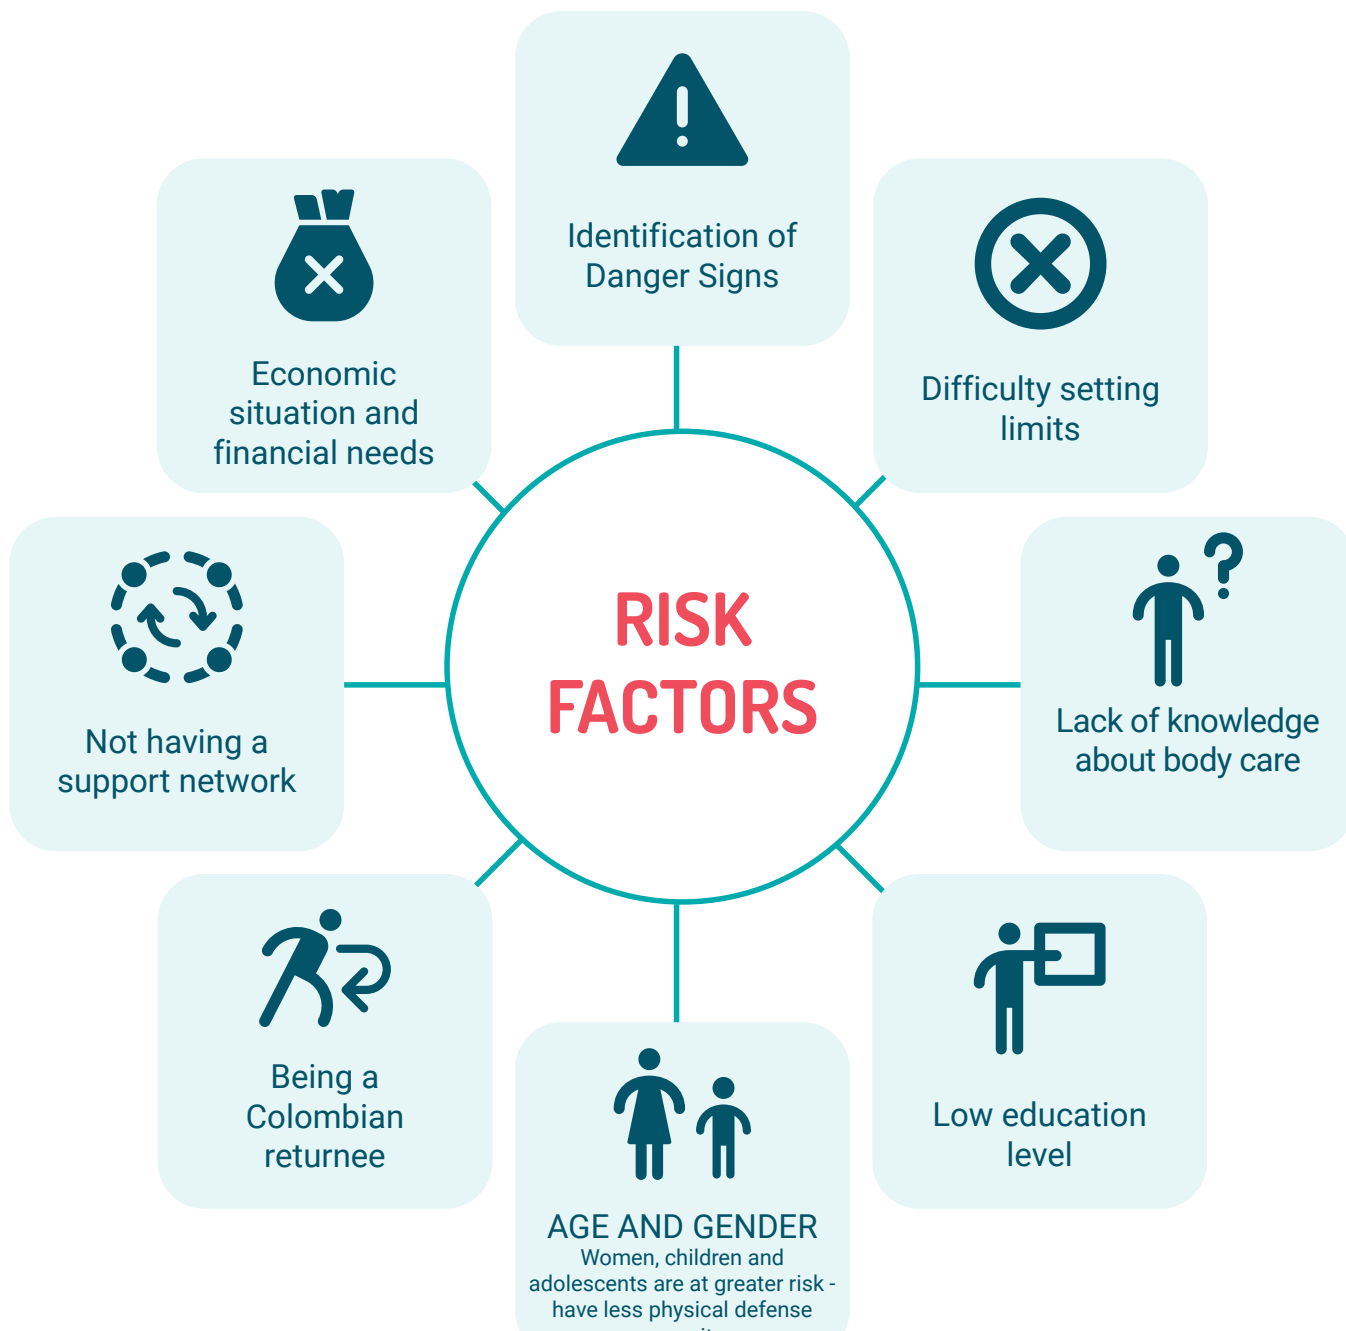 Identification of
Danger Signs
Economic
situation and
financial needs
Difficulty setting
limits
RISK
FACTORS
Not having a
support network
Lack of knowledge
about body care
Being a
Colombian
returnee
Low education
level
AGE AND GENDER
Women, children and
adolescents are at greater risk -
have less physical defense